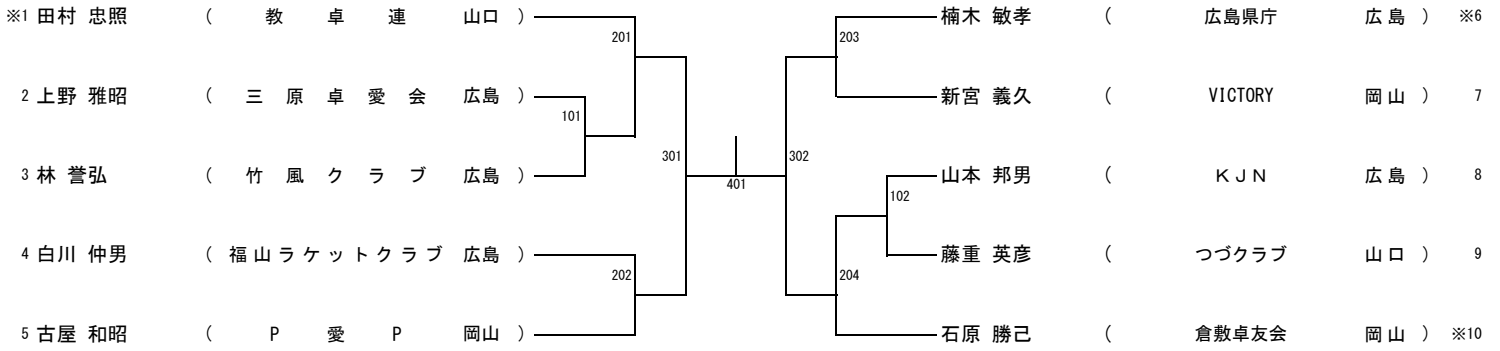 ※1 田村 忠照 ( 教卓連 山口 )
2 上野 雅昭 ( 三原卓愛会 広島 )
3 林 誉弘 ( 竹風クラブ 広島 )
4 白川 仲男 ( 福山ラケットクラブ 広島 )
5 古屋 和昭 ( P愛P 岡山 )
201
101
301
202
401
楠木 敏孝 ( 広島県庁 広島 ) ※6
新宮 義久 ( VICTORY 岡山 ) 7
山本 邦男 ( KJN 広島 ) 8
藤重 英彦 ( つづクラブ 山口 ) 9
石原 勝己 ( 倉敷卓友会 岡山 ) ※10
203
302
102
204